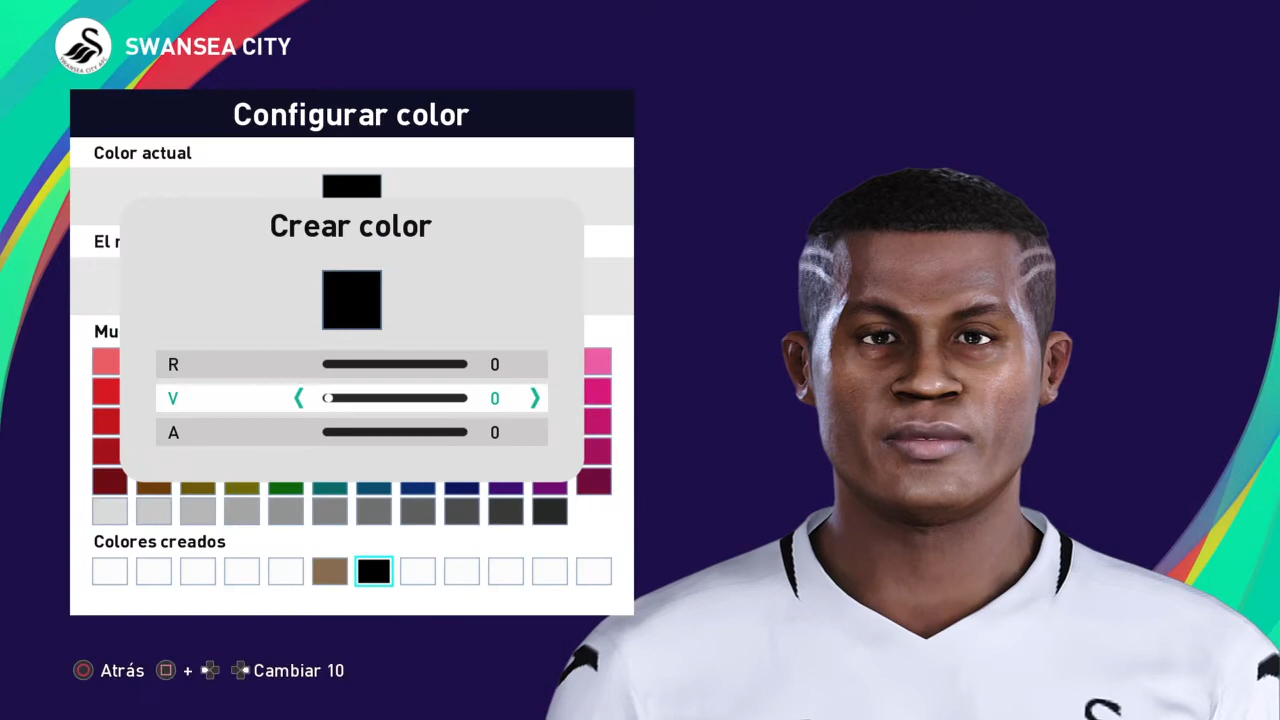 SWANSEA CITY
Configurar color
Color actual
Crear color
El
Mu
R 0
V 0
A 0
Colores creados
Atrás + Cambiar 10